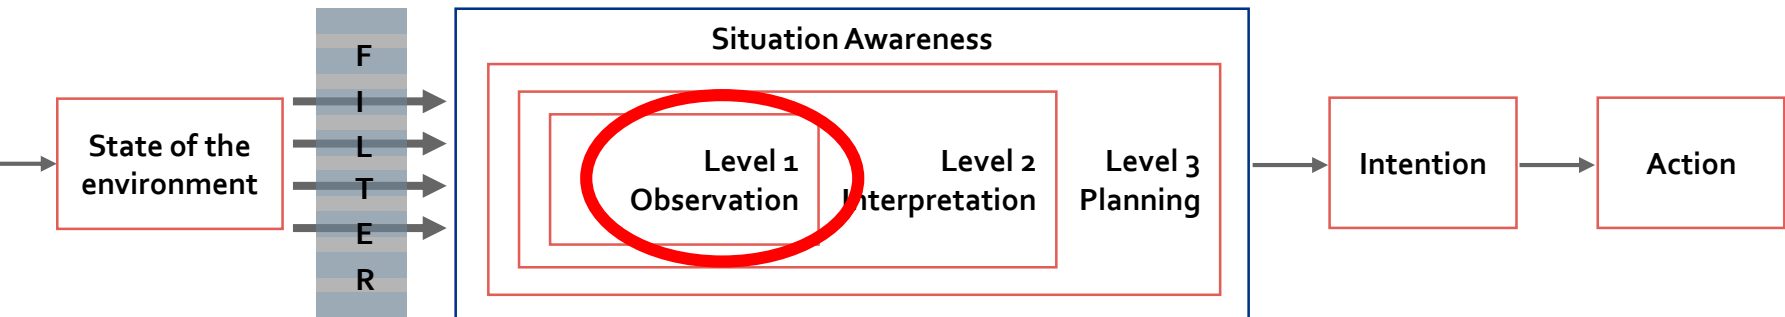 State of the
environment
F
I
L
T
E
R
Situation Awareness
Level 1
Observation
Level 2
Interpretation
Level 3
Planning
Intention
Action